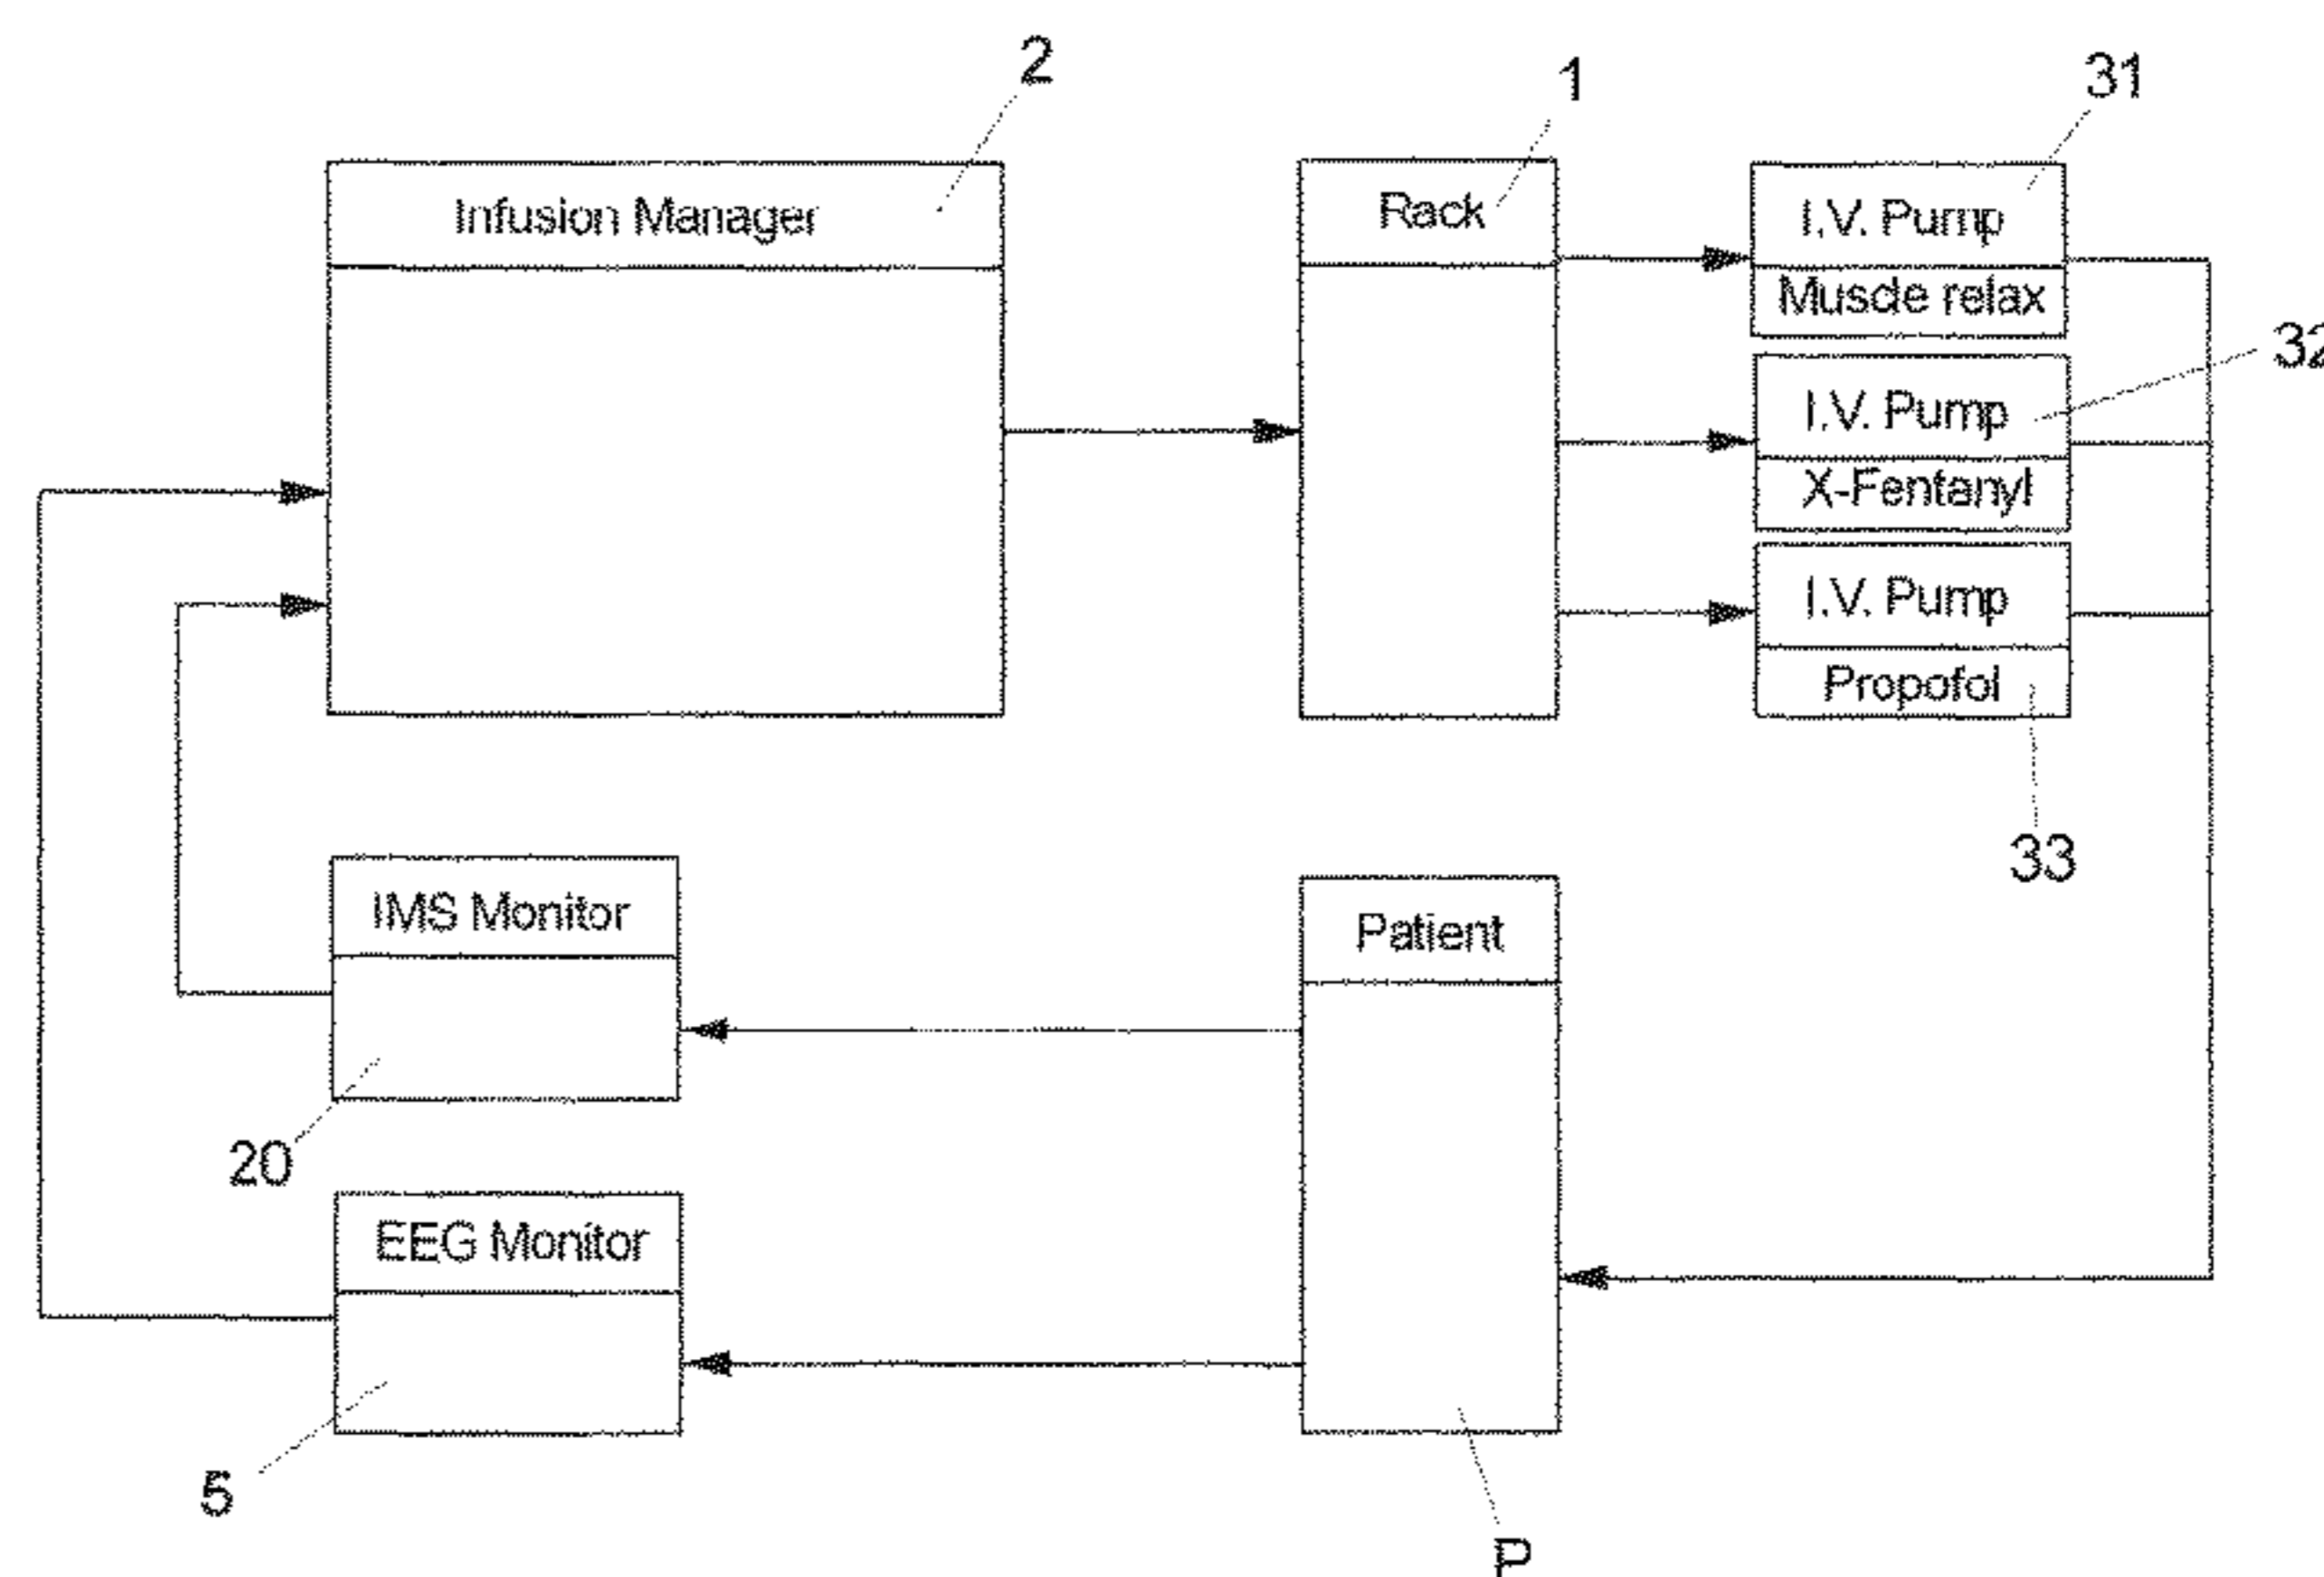 2
1
31
Infusion Manager
Rack
I.V. Pump
Muscle relax
32
I.V. Pump
X-Fentanyl
I.V. Pump
Propofol
33
IMS Monitor
Patient
20
EEG Monitor
5
P